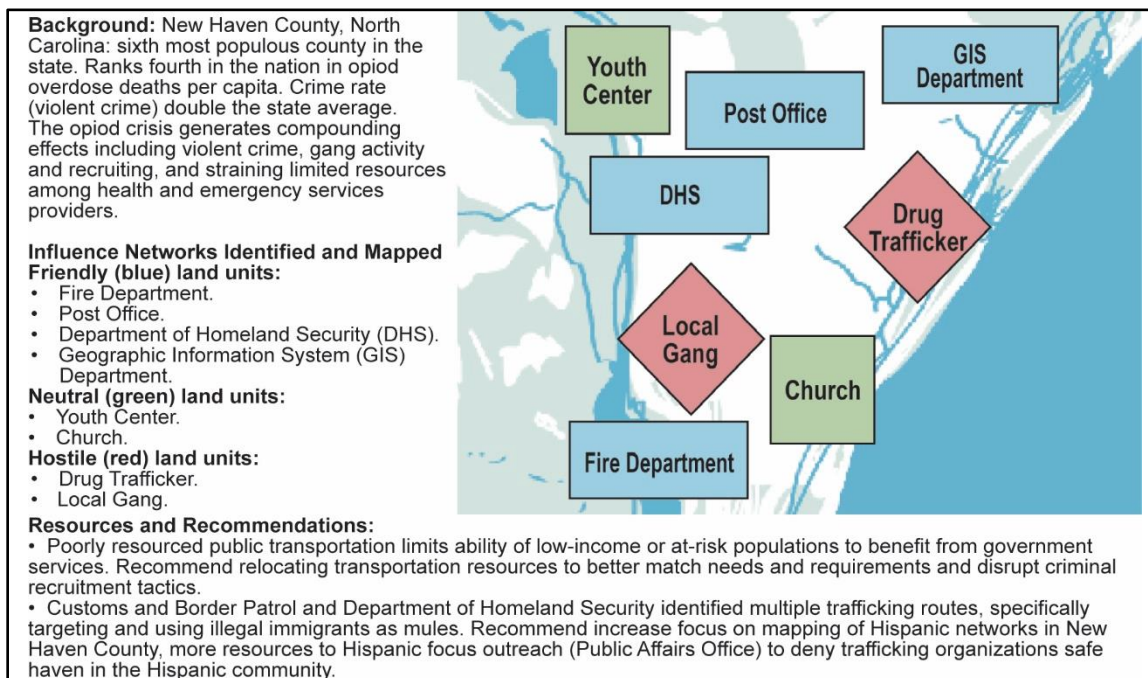 Background: New Haven County, North
Carolina: sixth most populous county in the
state. Ranks fourth in the nation in opiod
overdose deaths per capita. Crime rate
(violent crime) double the state average.
The opiod crisis generates compounding
effects including violent crime, gang activity
and recruiting, and straining limited resources
among health and emergency services
providers.
Influence Networks Identified and Mapped
Friendly (blue) land units:
• Fire Department.
• Post Office.
• Department of Homeland Security (DHS).
• Geographic Information System (GIS)
Department.
Neutral (green) land units:
• Youth Center.
• Church.
Hostile (red) land units:
• Drug Trafficker.
• Local Gang.
Youth
Center
Post Office
GIS
Department
DHS
Drug
Trafficker
Local
Gang
Church
Fire Department
Resources and Recommendations:
• Poorly resourced public transportation limits ability of low-income or at-risk populations to benefit from government
services. Recommend relocating transportation resources to better match needs and requirements and disrupt criminal
recruitment tactics.
• Customs and Border Patrol and Department of Homeland Security identified multiple trafficking routes, specifically
targeting and using illegal immigrants as mules. Recommend increase focus on mapping of Hispanic networks in New
Haven County, more resources to Hispanic focus outreach (Public Affairs Office) to deny trafficking organizations safe
haven in the Hispanic community.